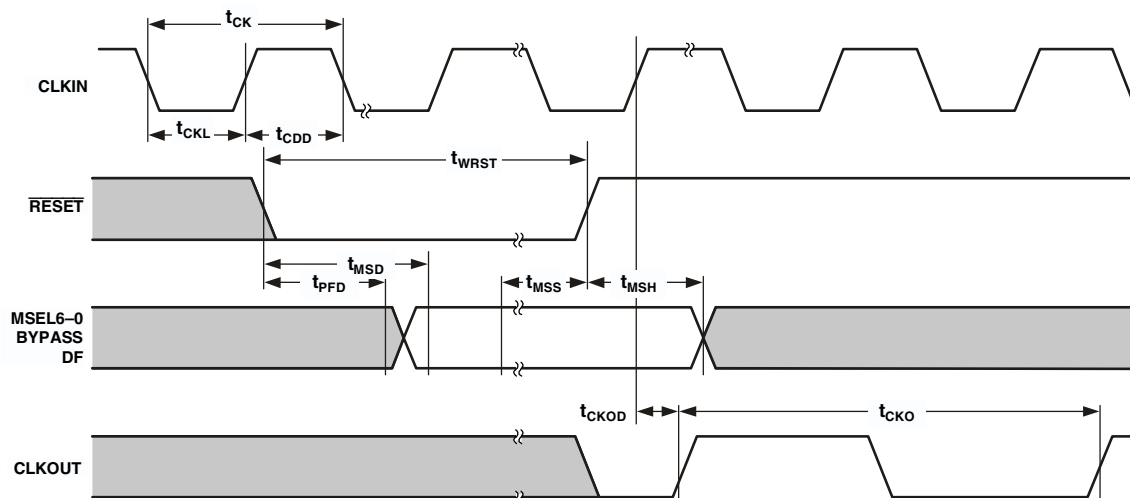 tCK
CLKIN
tCKL
tCDD
tWRST
RESET
tMSD
tPFD
tMSS
tMSH
MSEL6–0
BYPASS
DF
tCKOD
tCKO
CLKOUT